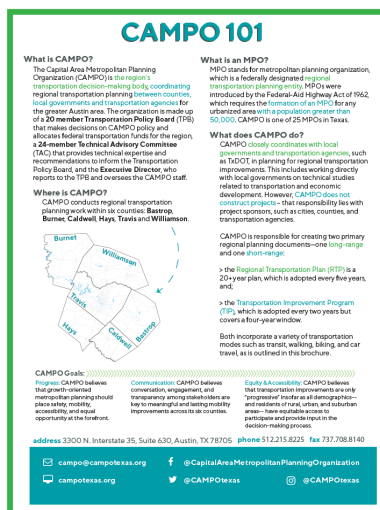 CAMPO 101
What is CAMPO?
The Capital Area Metropolitan Planning
Organization (CAMPO) is the region's
transportation decision-making body, coordinating
regional transportation planning between counties,
local governments and transportation agencies for
the greater Austin area. The organization is made up
of a 20 member Transportation Policy Board (TPB)
that makes decisions on CAMPO policy and
allocates federal transportation funds for the region,
a 24-member Technical Advisory Committee
(TAC) that provides technical expertise and
recommendations to inform the Transportation
Policy Board, and the Executive Director, who
reports to the TPB and oversees the CAMPO staff.
Where is CAMPO?
CAMPO conducts regional transportation
planning work within six counties: Bastrop,
Burnet, Caldwell, Hays, Travis and Williamson.
Burnet
Williamson
Travis
Hays
Caldwell
Bastrop
What is an MPO?
MPO stands for metropolitan planning organization,
which is a federally designated regional
transportation planning entity. MPOs were
introduced by the Federal-Aid Highway Act of 1962,
which requires the formation of an MPO for any
urbanized area with a population greater than
50,000. CAMPO is one of 25 MPOs in Texas.
What does CAMPO do?
CAMPO closely coordinates with local
governments and transportation agencies, such
as TxDOT, in planning for regional transportation
improvements. This includes working directly
with local governments on technical studies
related to transportation and economic
development. However, CAMPO does not
construct projects – that responsibility lies with
project sponsors, such as cities, counties, and
transportation agencies.
CAMPO is responsible for creating two primary
regional planning documents—one long-range
and one short-range:
> the Regional Transportation Plan (RTP) is a
20+year plan, which is adopted every five years,
and;
> the Transportation Improvement Program
(TIP), which is adopted every two years but
covers a four-year window.
Both incorporate a variety of transportation
modes such as transit, walking, biking, and car
travel, as is outlined in this brochure.
CAMPO Goals:
Progress: CAMPO believes
that growth-oriented
metropolitan planning should
place safety, mobility,
accessibility, and equal
opportunity at the forefront.
Communication: CAMPO believes
conversation, engagement, and
transparency among stakeholders are
key to meaningful and lasting mobility
improvements across its six counties.
Equity & Accessibility: CAMPO believes
that transportation improvements are only
"progressive" insofar as all demographics—
and residents of rural, urban, and suburban
areas— have equitable access to
participate and provide input in the
decision-making process.
address 3300 N. Interstate 35, Suite 630, Austin, TX 78705 phone 512.215.8225 fax 737.708.8140
campo@campotexas.org
@CapitalAreaMetropolitanPlanningOrganization
campotexas.org
@CAMPOtexas
@CAMPOtexas